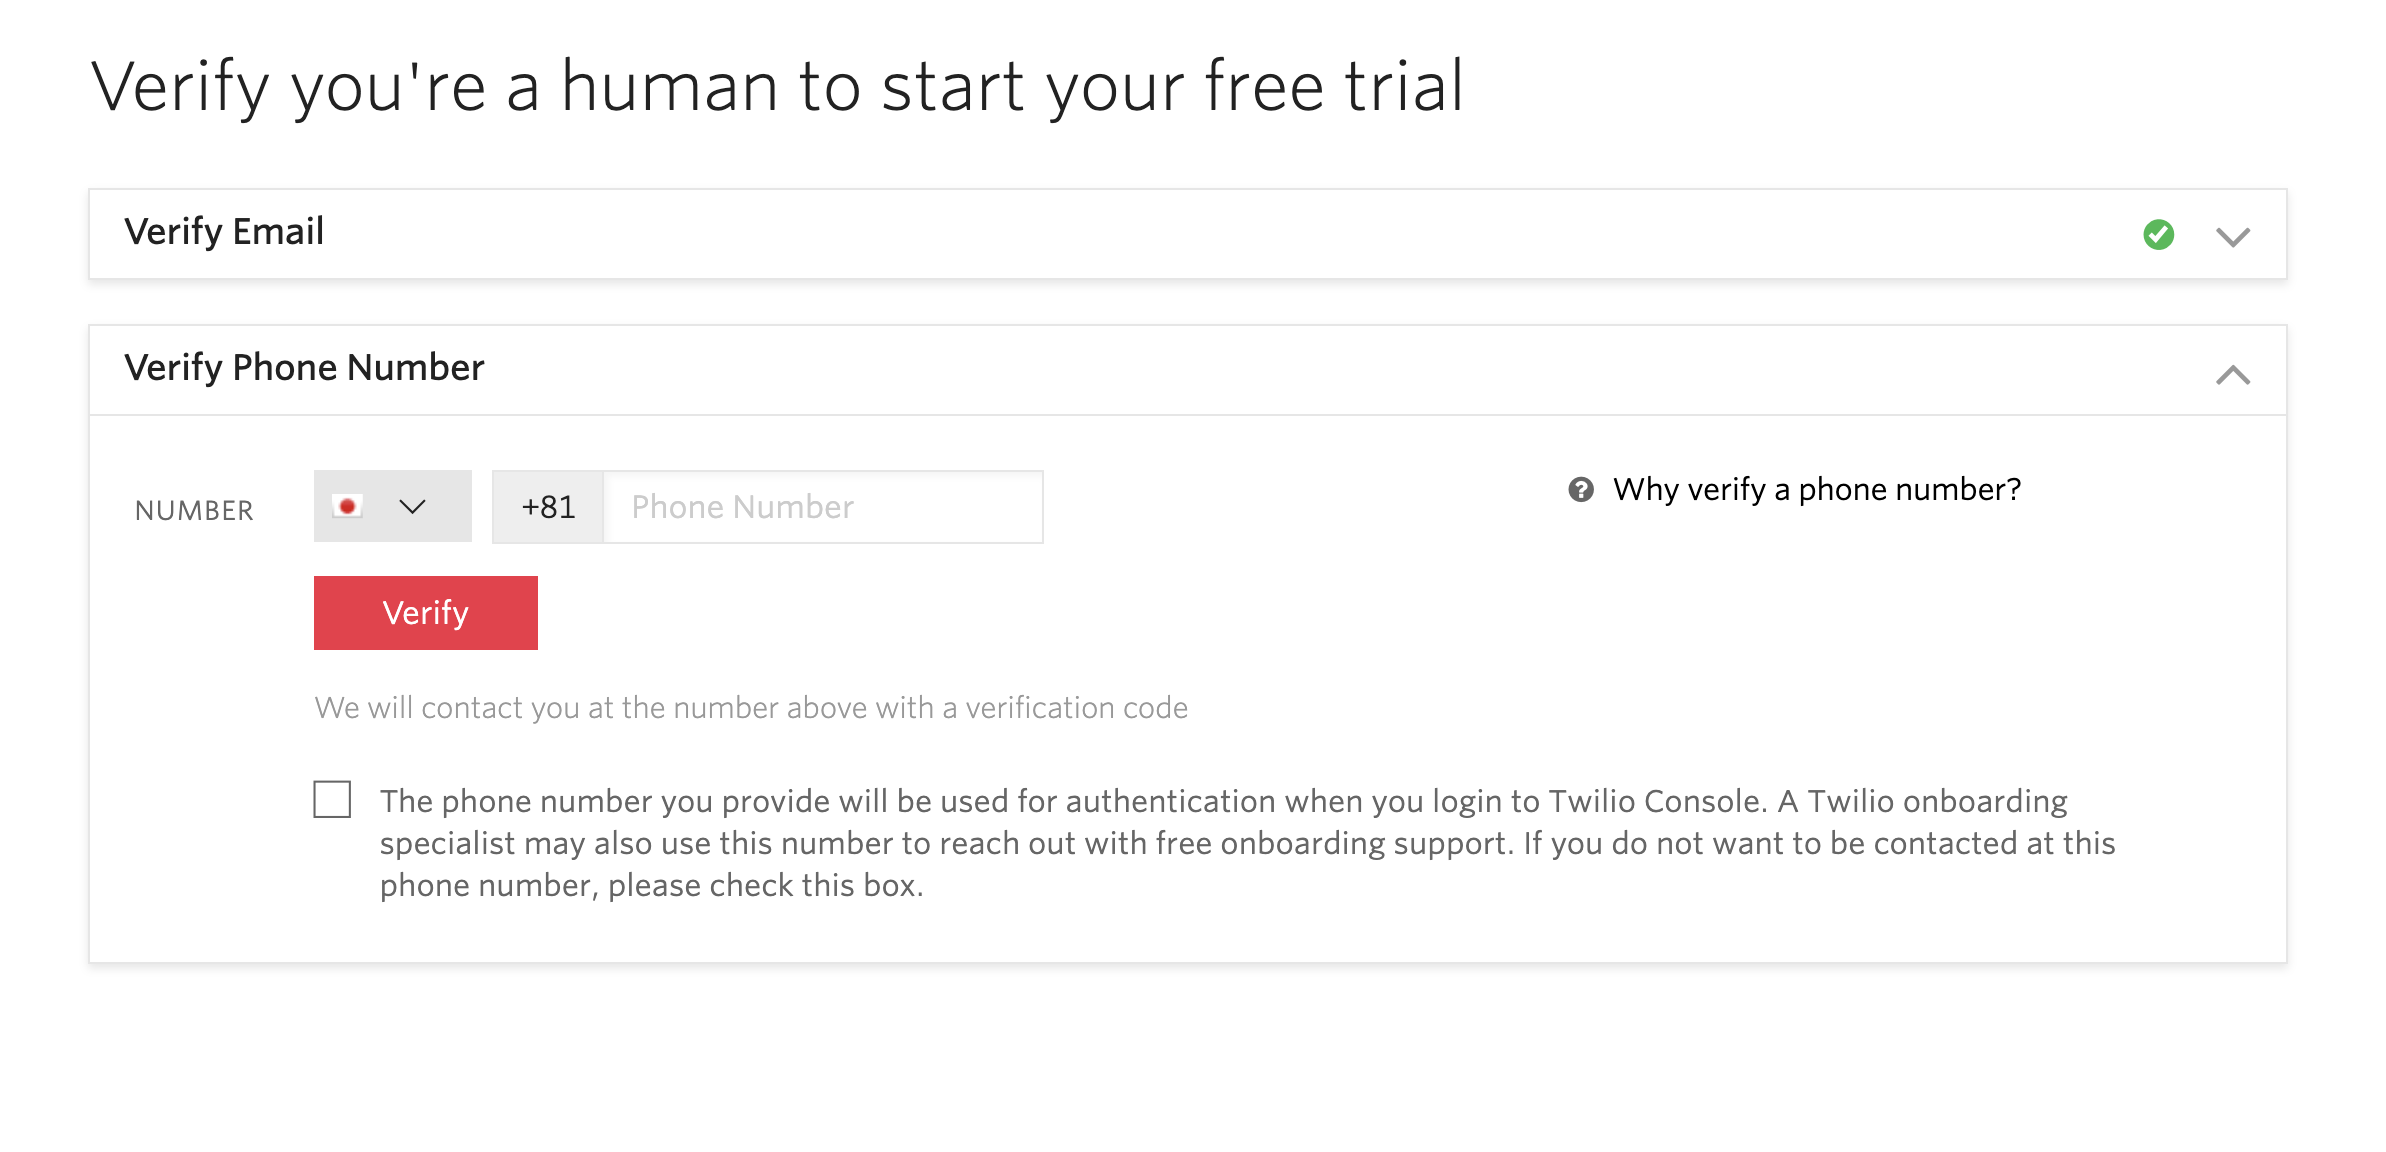 Verify you're a human to start your free trial
Verify Email
Verify Phone Number
NUMBER
+81
Phone Number
Why verify a phone number?
Verify
We will contact you at the number above with a verification code
The phone number you provide will be used for authentication when you login to Twilio Console. A Twilio onboarding
specialist may also use this number to reach out with free onboarding support. If you do not want to be contacted at this
phone number, please check this box.